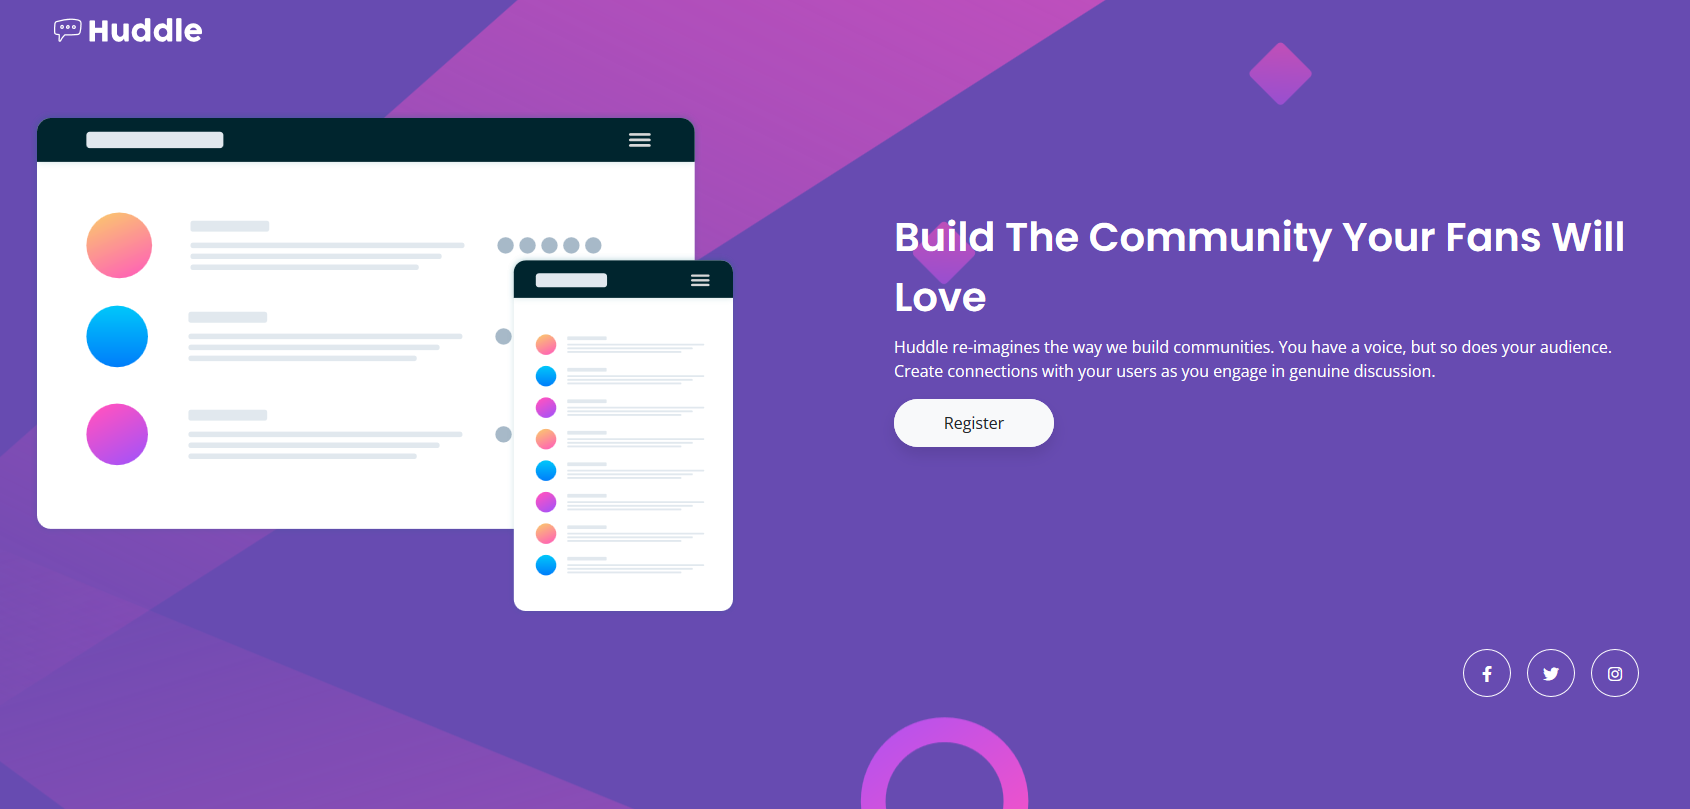 Huddle
Build The Community Your Fans Will
Love
Huddle re-imagines the way we build communities. You have a voice, but so does your audience.
Create connections with your users as you engage in genuine discussion.
Register